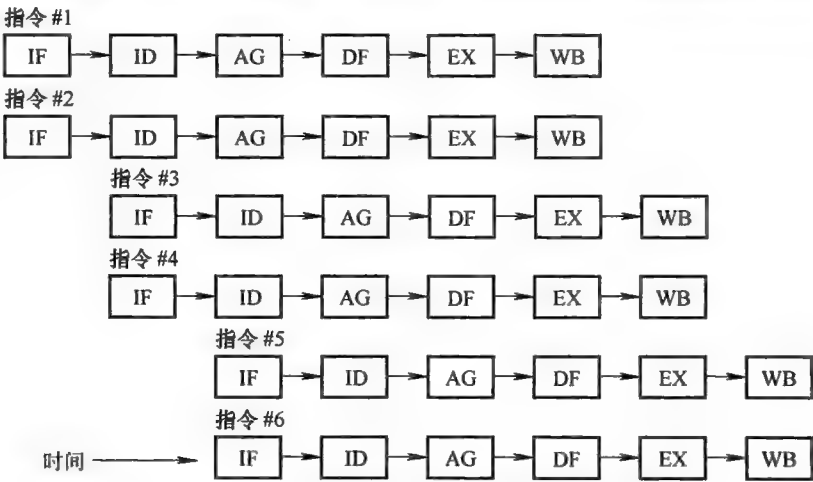 指令 #1
IF ID AG DF EX WB
指令 #2
IF ID AG DF EX WB
指令 #3
IF ID AG DF EX WB
指令 #4
IF ID AG DF EX WB
指令 #5
IF ID AG DF EX WB
指令 #6
时间 IF ID AG DF EX WB